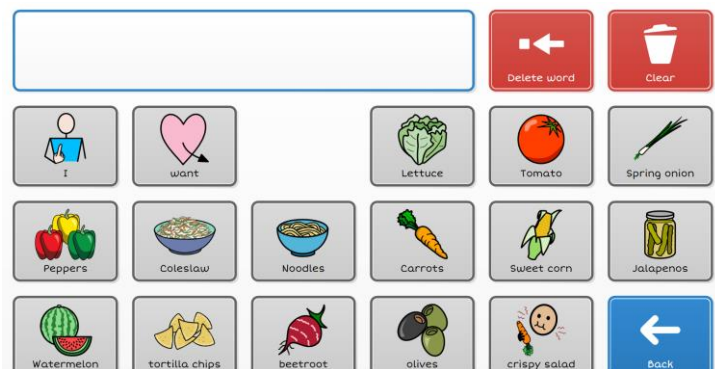 Delete word Clear
I want Lettuce Tomato Spring onion
Peppers Coleslaw Noodles Carrots Sweet corn Jalapenos
Watermelon tortilla chips beetroot olives crispy salad Back